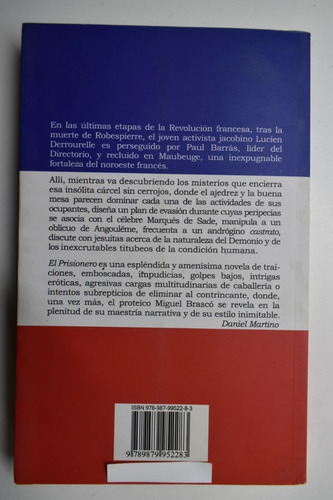 En las últimas etapas de la Revolución francesa, tras la
muerte de Robespierre, el joven activista jacobino Lucien
Derrourelle es perseguido por Paul Barrás, líder del
Directorio, y recluido en Maubeuge, una inexpugnable
fortaleza del noroeste francés.
Allí, mientras va descubriendo los misterios que encierra
esa insólita cárcel sin cerrojos, donde el ajedrez y la buena
mesa parecen dominar cada una de las actividades de sus
ocupantes, diseña un plan de evasión durante cuyas peripecias
se asocia con el célebre Marqués de Sade, manipula a un
oblicuo de Angouléme, frecuenta a un andrógino castrato,
y discute con jesuitas acerca de la naturaleza del Demonio y de
los inexcrutables titubeos de la condición humana.
El Prisionero es una espléndida y amenísima novela de trai-
ciones, emboscadas, impudicias, golpes bajos, intrigas
eróticas, agresivas cargas multitudinarias de caballería o
intentos subrepticios de eliminar al contrincante, donde,
una vez más, el proteico Miguel Brascó se revela en la
plenitud de su maestría narrativa y de su estilo inimitable.
Daniel Martino
ISBN 978-987-99522-8-3
9789879952283